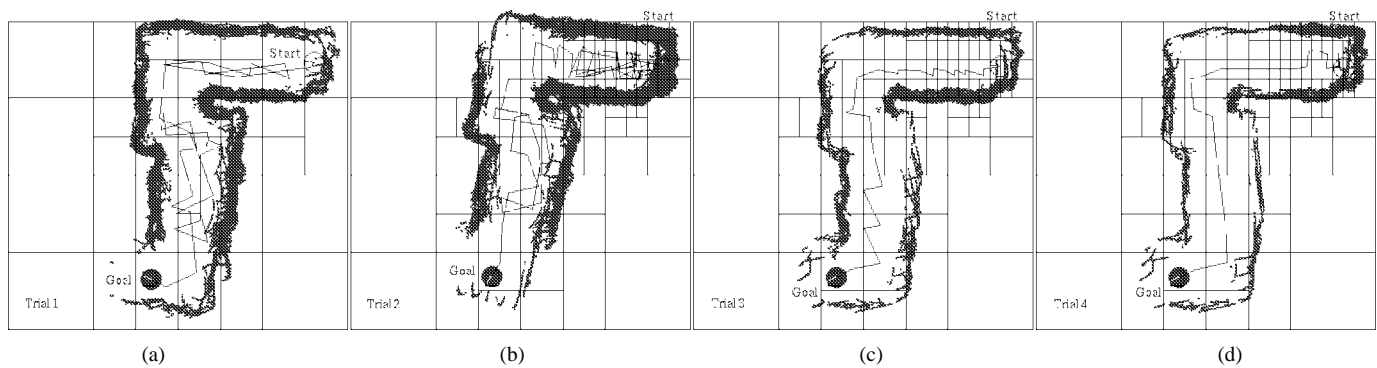 Start
Goal
Trial 1
(a)
Start
Goal
Trial 2
(b)
Start
Goal
Trial 3
(c)
Start
Goal
Trial 4
(d)